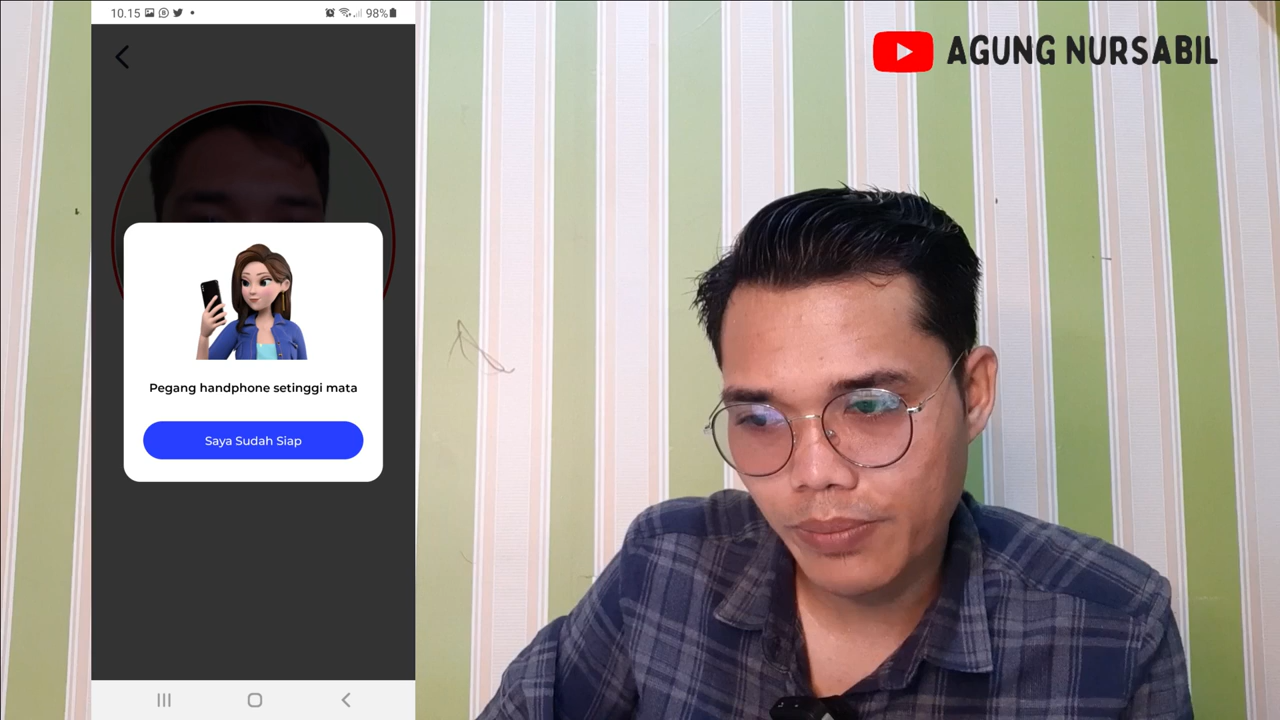 10.15
98%
AGUNG NURSABIL
Pegang handphone setinggi mata
Saya Sudah Siap